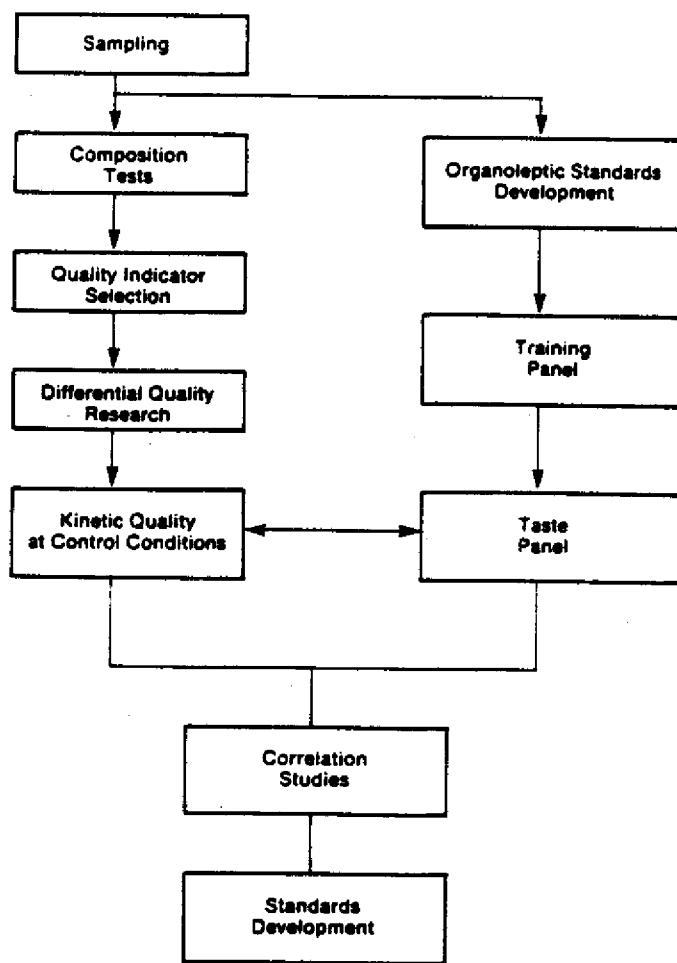 Sampling
Composition
Tests
Organoleptic Standards
Development
Quality Indicator
Selection
Training
Panel
Differential Quality
Research
Kinetic Quality
at Control Conditions
Taste
Panel
Correlation
Studies
Standards
Development